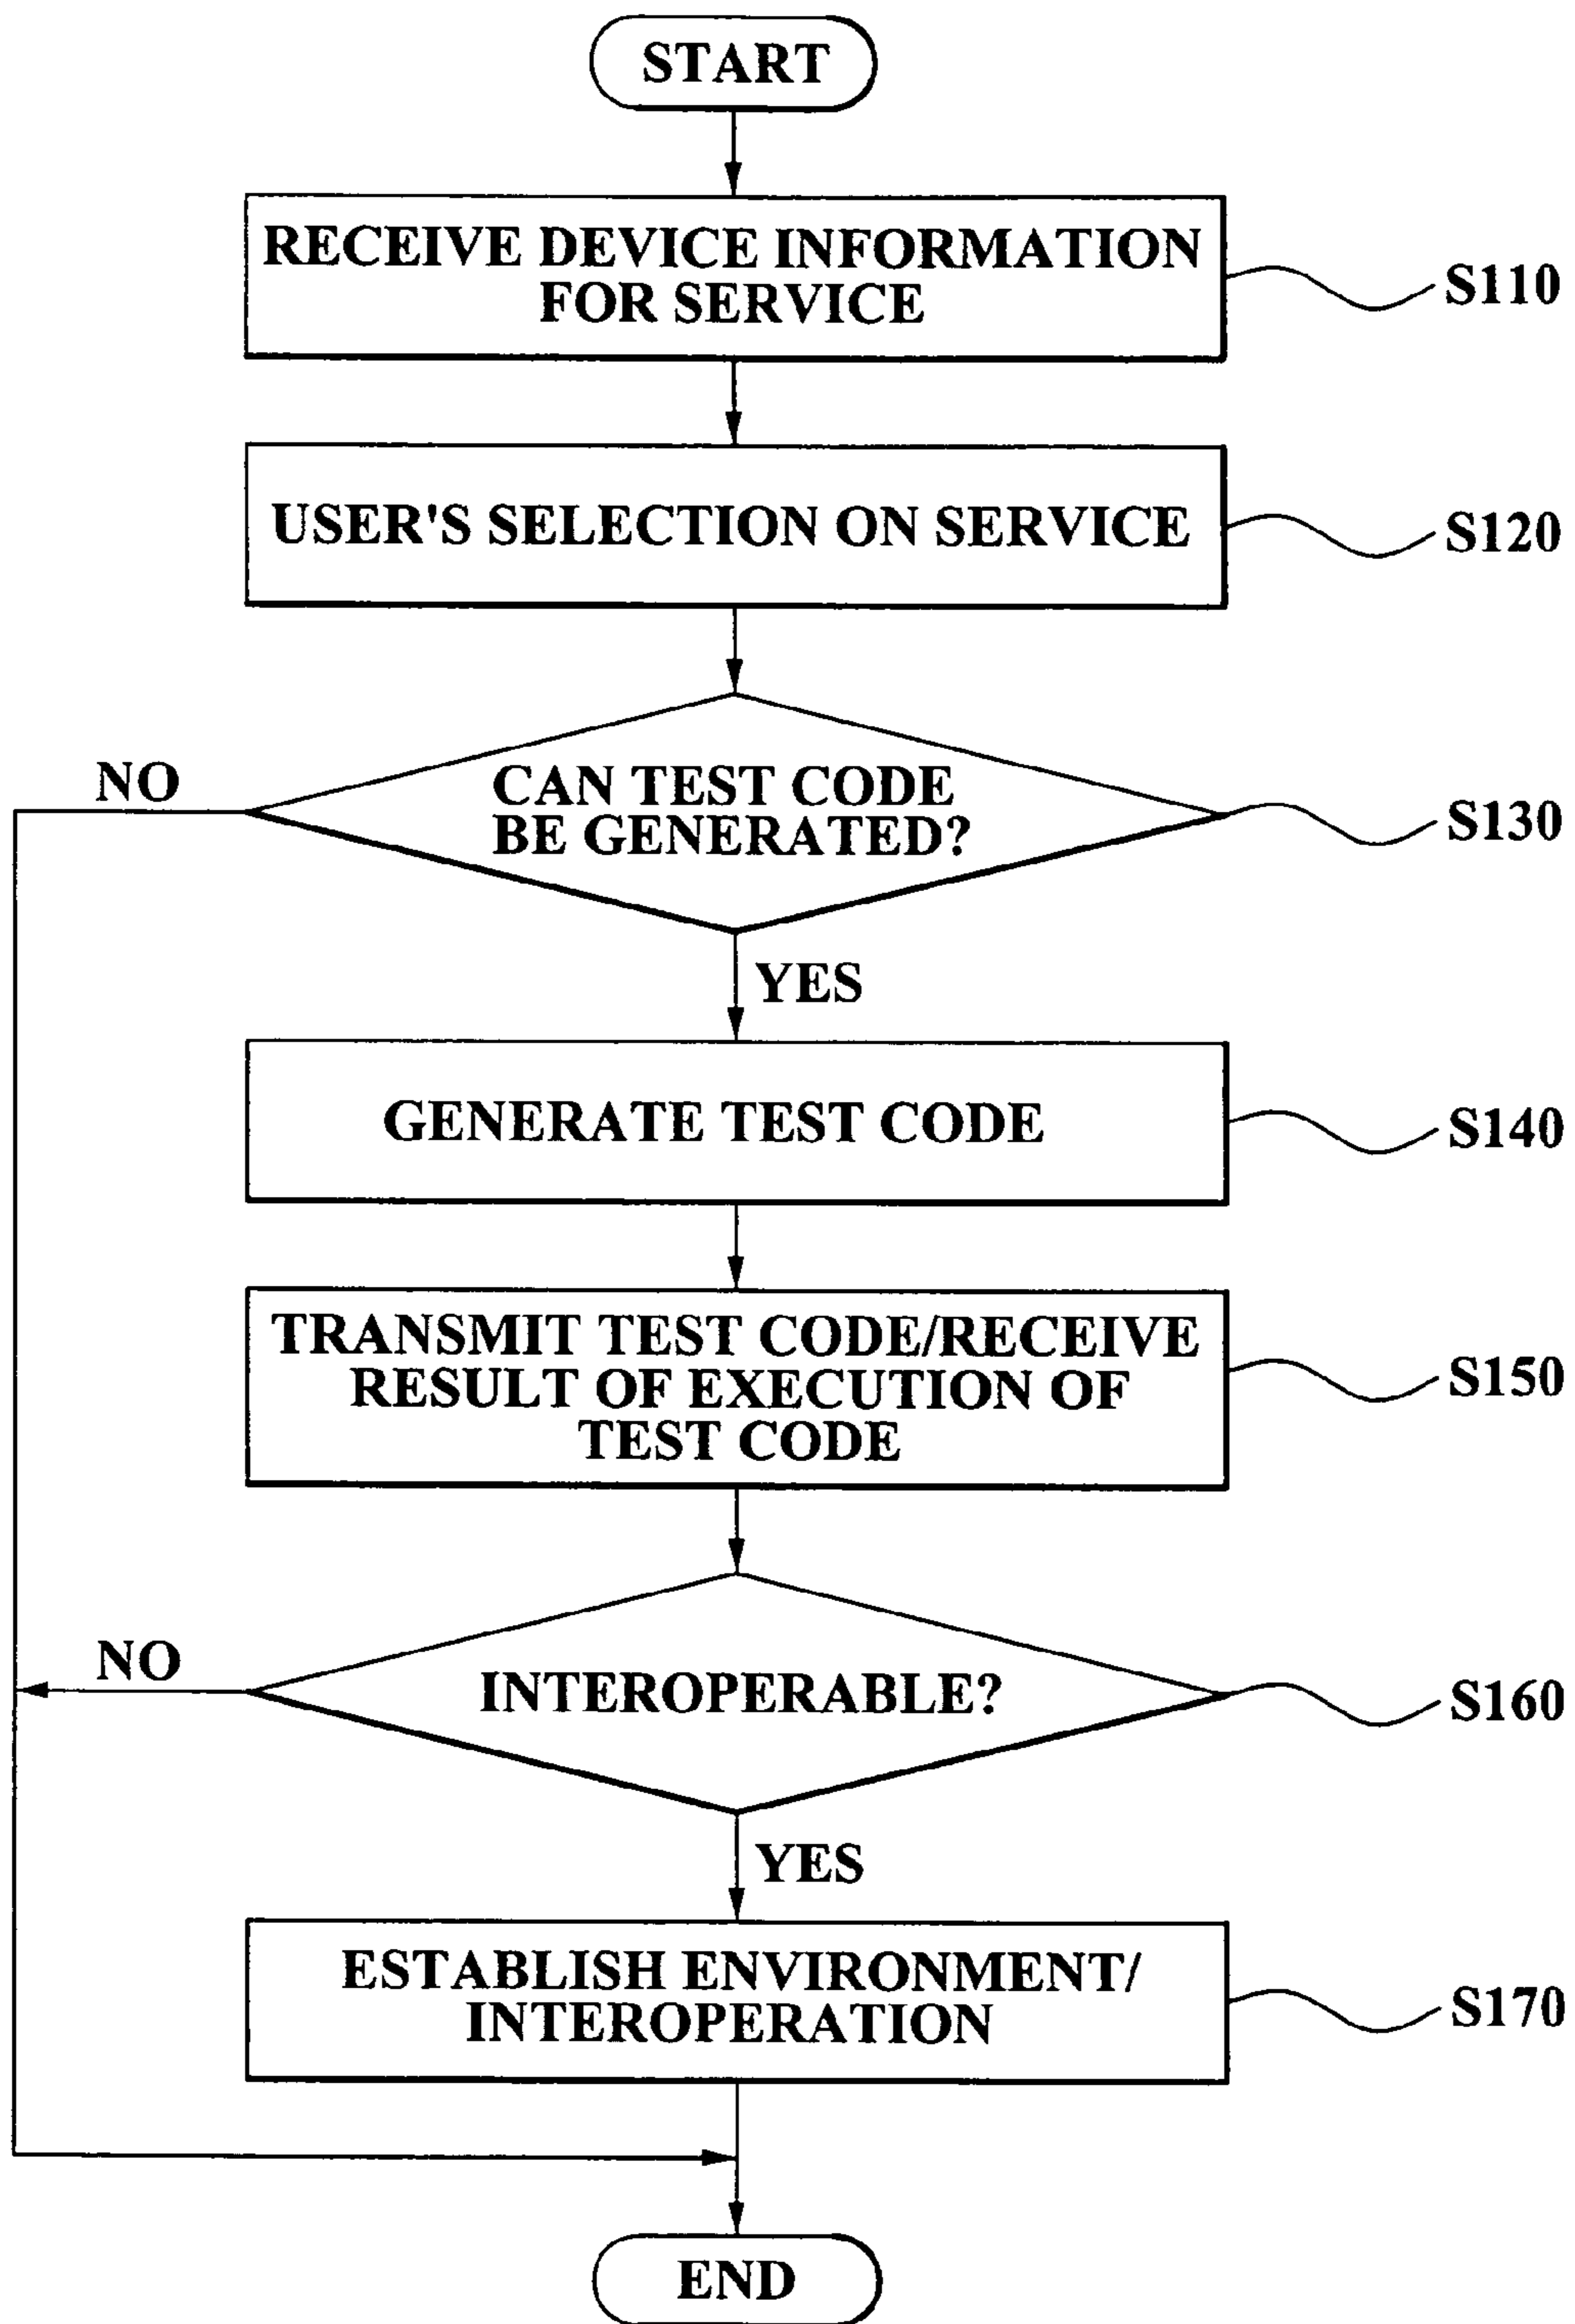 START
RECEIVE DEVICE INFORMATION
FOR SERVICE
S110
USER'S SELECTION ON SERVICE
S120
NO
CAN TEST CODE
BE GENERATED?
S130
YES
GENERATE TEST CODE
S140
TRANSMIT TEST CODE/RECEIVE
RESULT OF EXECUTION OF
TEST CODE
S150
NO
INTEROPERABLE?
S160
YES
ESTABLISH ENVIRONMENT/
INTEROPERATION
S170
END